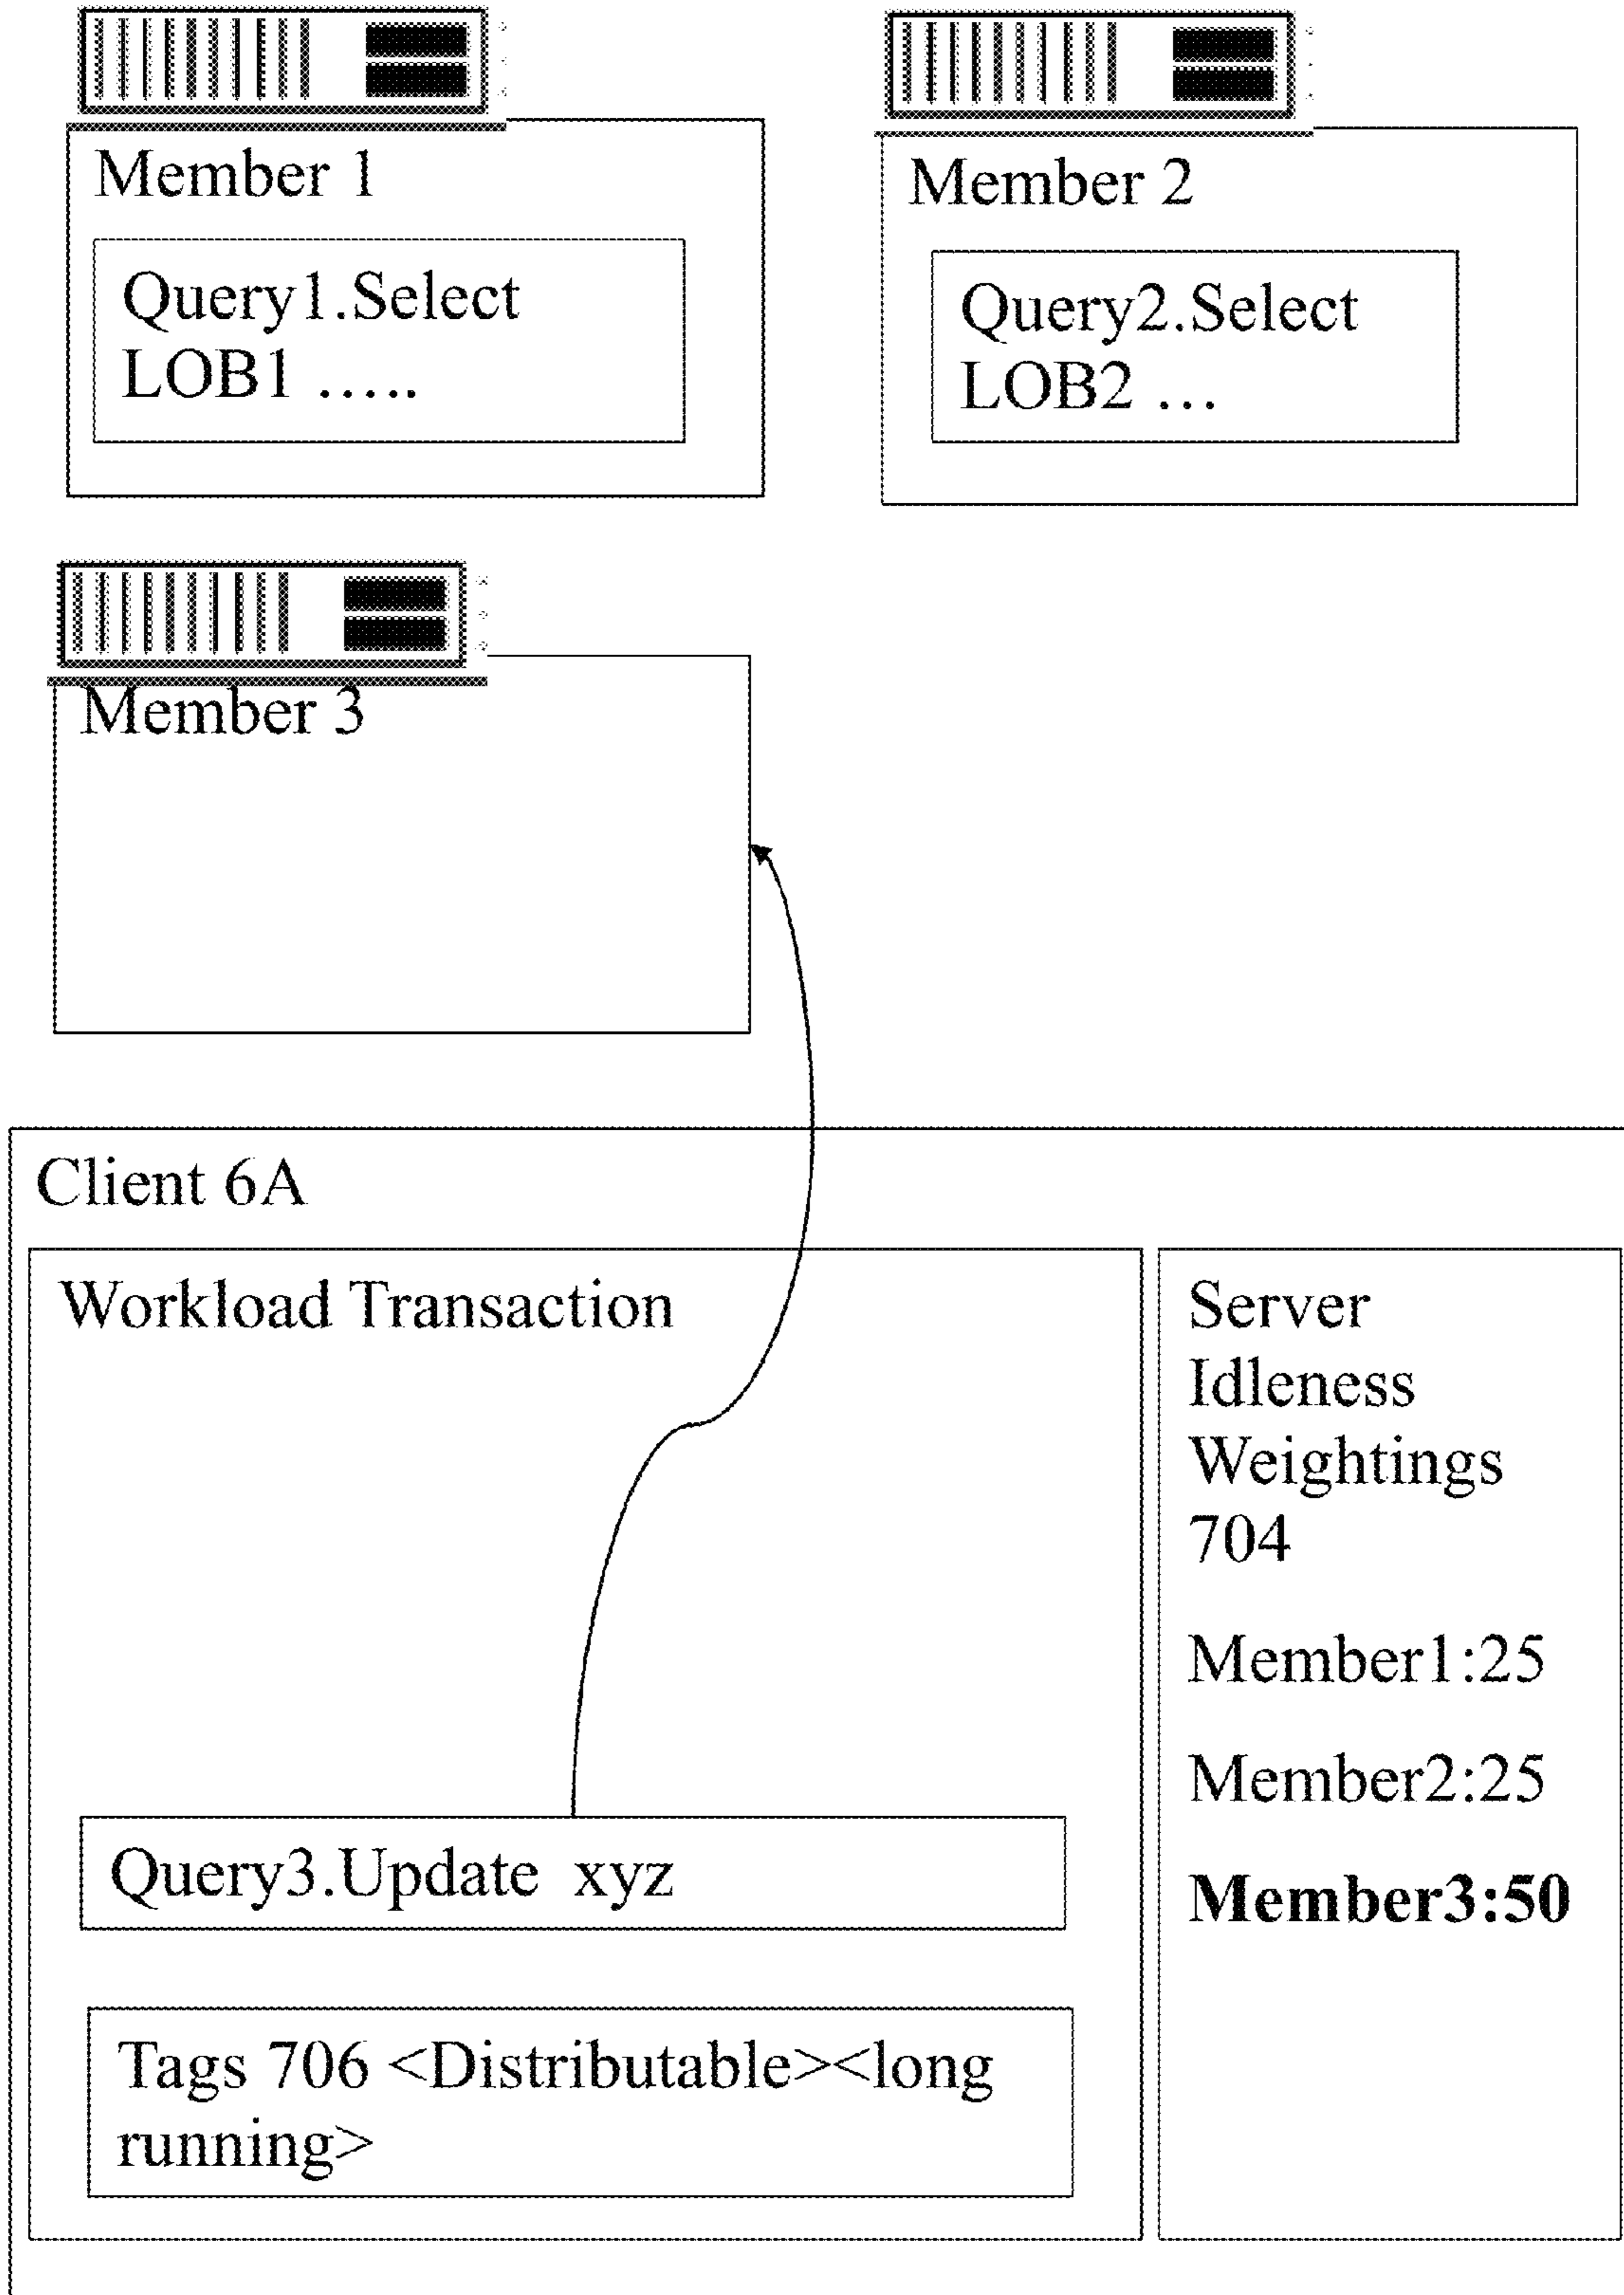 Member 1
Query1.Select
LOB1 .....
Member 2
Query2.Select
LOB2 ...
Member 3
Client 6A
Workload Transaction
Query3.Update xyz
Tags 706 <Distributable><long
running>
Server
Idleness
Weightings
704
Member1:25
Member2:25
Member3:50